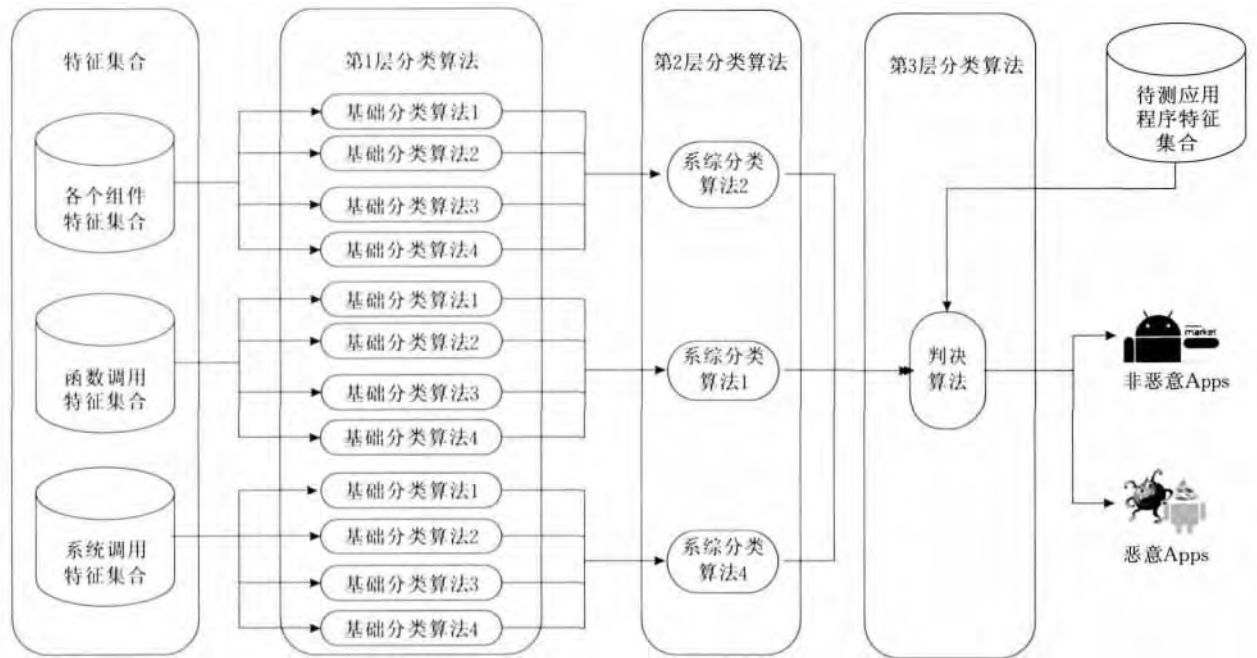 特征集合
各个组件
特征集合
函数调用
特征集合
系统调用
特征集合
第1层分类算法
基础分类算法1
基础分类算法2
基础分类算法3
基础分类算法4
基础分类算法1
基础分类算法2
基础分类算法3
基础分类算法4
基础分类算法1
基础分类算法2
基础分类算法3
基础分类算法4
第2层分类算法
系综分类
算法2
系综分类
算法1
系综分类
算法4
第3层分类算法
判决
算法
待测应用
程序特征
集合
market
非恶意Apps
恶意Apps